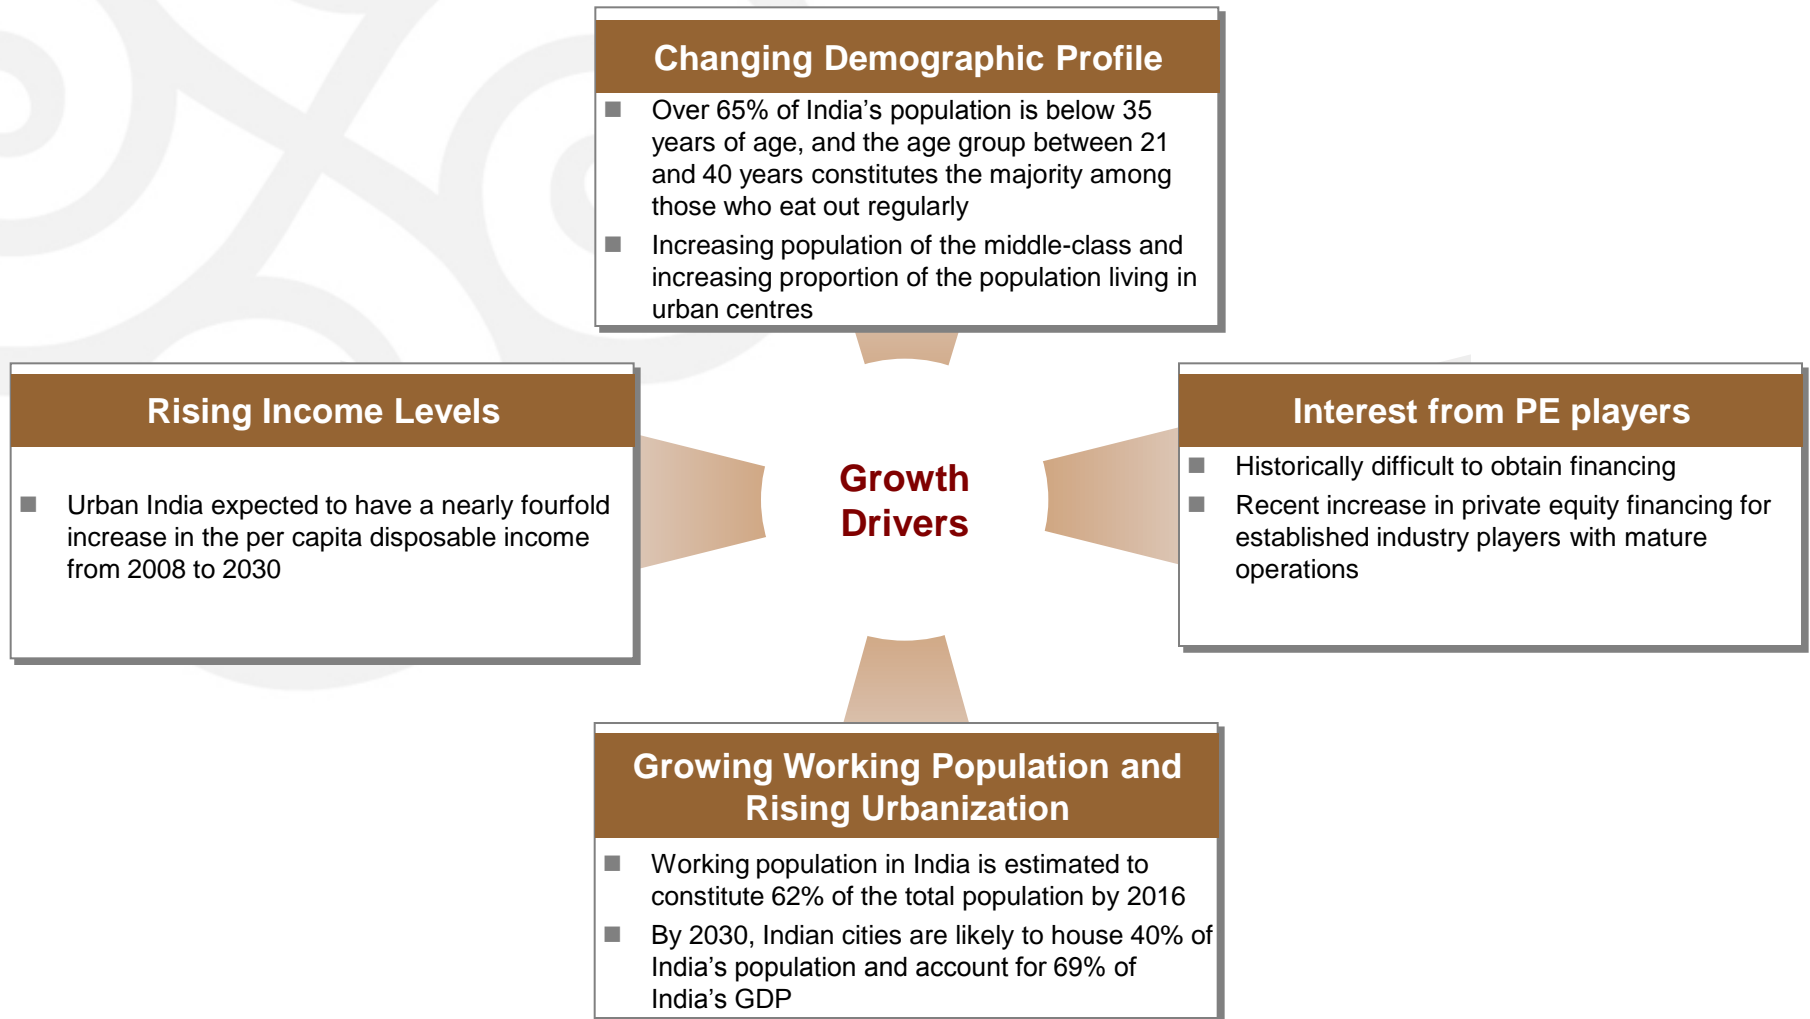 Changing Demographic Profile
■ Over 65% of India’s population is below 35
years of age, and the age group between 21
and 40 years constitutes the majority among
those who eat out regularly
■ Increasing population of the middle-class and
increasing proportion of the population living in
urban centres
Rising Income Levels
■ Urban India expected to have a nearly fourfold
increase in the per capita disposable income
from 2008 to 2030
Growth
Drivers
Interest from PE players
■ Historically difficult to obtain financing
■ Recent increase in private equity financing for
established industry players with mature
operations
Growing Working Population and
Rising Urbanization
■ Working population in India is estimated to
constitute 62% of the total population by 2016
■ By 2030, Indian cities are likely to house 40% of
India’s population and account for 69% of
India’s GDP